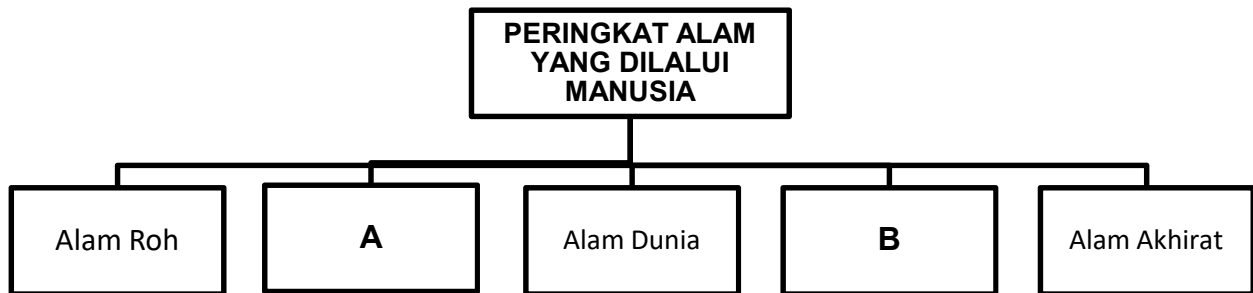 PERINGKAT ALAM
YANG DILALUI
MANUSIA
Alam Roh
A
Alam Dunia
B
Alam Akhirat